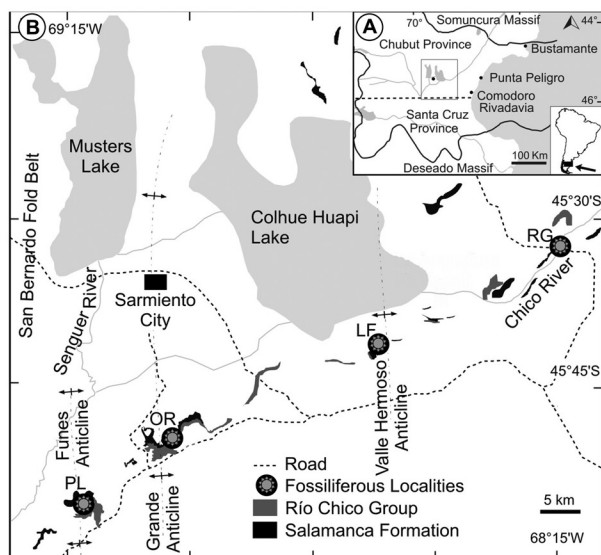 B
69°15'W
A
70°
Somuncura Massif
44°
Chubut Province
Bustamante
Punta Peligro
Comodoro
Rivadavia
46°
Santa Cruz
Province
Deseado Massif
100 Km
Musters
Lake
San Bernardo Fold Belt
Colhue Huapi
Lake
45°30'S
RG
Chico River
Senguer River
Sarmiento
City
LF
Valle Hermoso
Anticline
45°45'S
Funes
Anticline
OR
PL
Grande
Anticline
Road
Fossiliferous Localities
Río Chico Group
Salamanca Formation
5 km
68°15'W